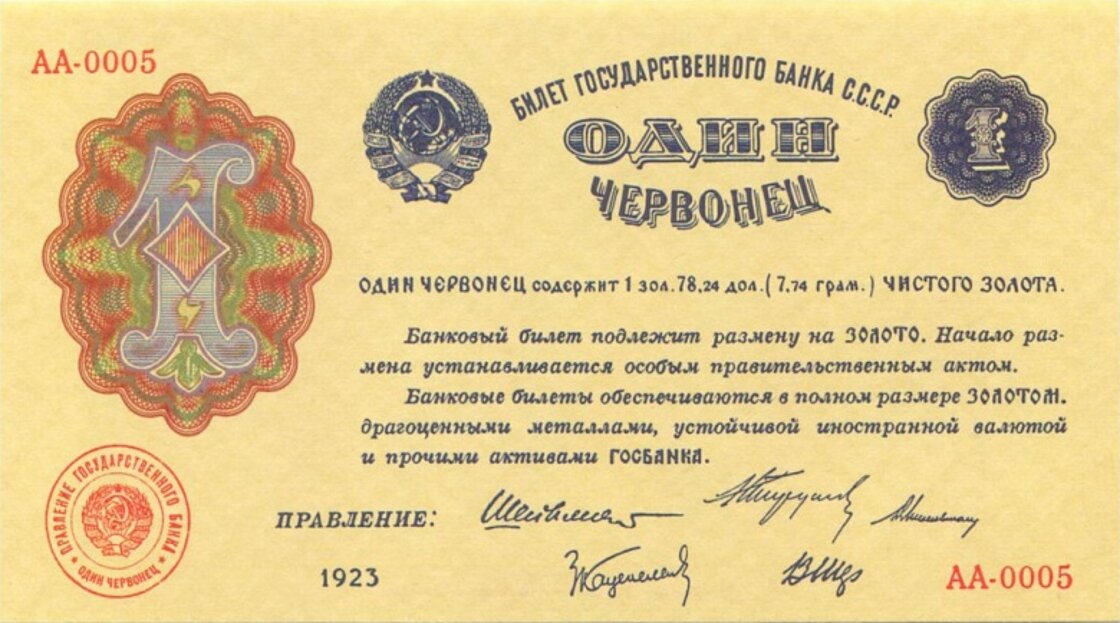 АА-0005
БИЛЕТ ГОСУДАРСТВЕННОГО БАНКА С.С.С.Р.
ОДИН
ЧЕРВОНЕЦ
1
1
ОДИН ЧЕРВОНЕЦ содержит 1 зол. 78,24 дол. ( 7,74 грам. ) ЧИСТОГО ЗОЛОТА.
Банковый билет подлежит размену на ЗОЛОТО. Начало раз-
мена устанавливается особым правительственным актом.
Банковые билеты обеспечиваются в полном размере ЗОЛОТОМ.
драгоценными металлами, устойчивой иностранной валютой
и прочими активами ГОСБАНКА.
ПРАВЛЕНИЕ ГОСУДАРСТВЕННОГО БАНКА
ОДИН ЧЕРВОНЕЦ
ПРАВЛЕНИЕ:
1923
АА-0005